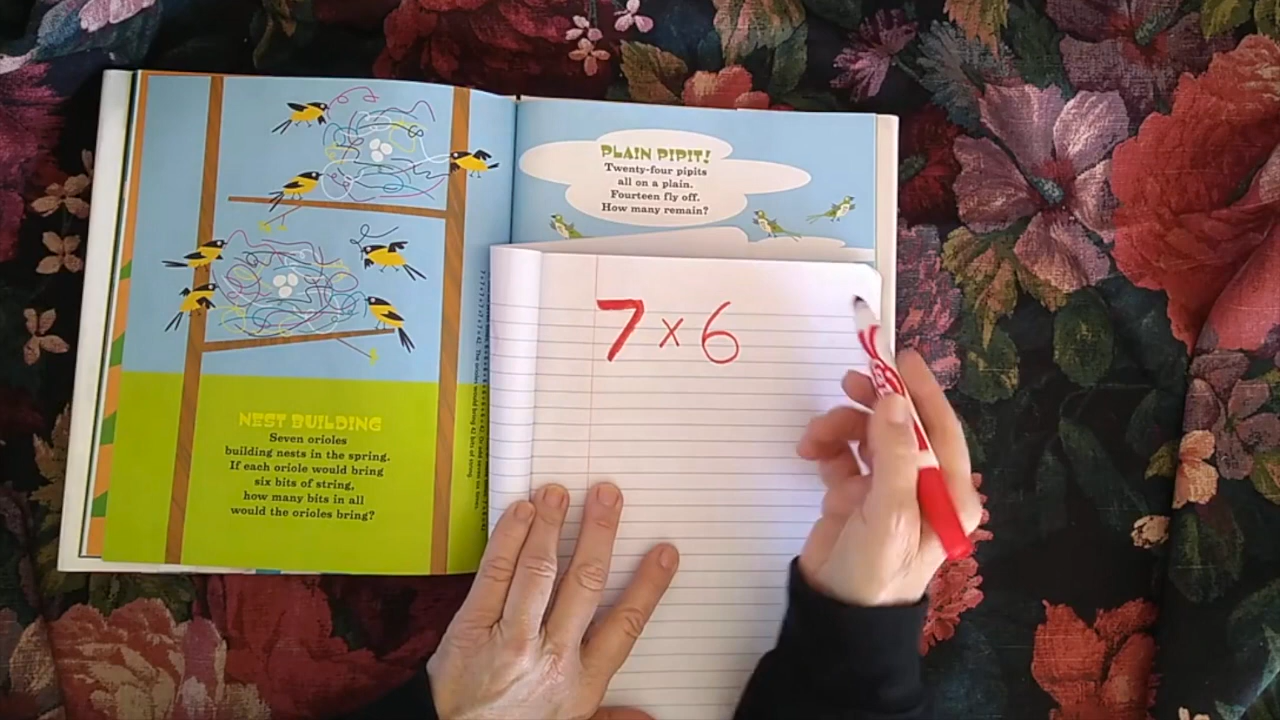 NEST BUILDING
Seven orioles
building nests in the spring.
If each oriole would bring
six bits of string,
how many bits in all
would the orioles bring?
PLAIN PIPIT!
Twenty-four pipits
all on a plain.
Fourteen fly off.
How many remain?
7 x 6